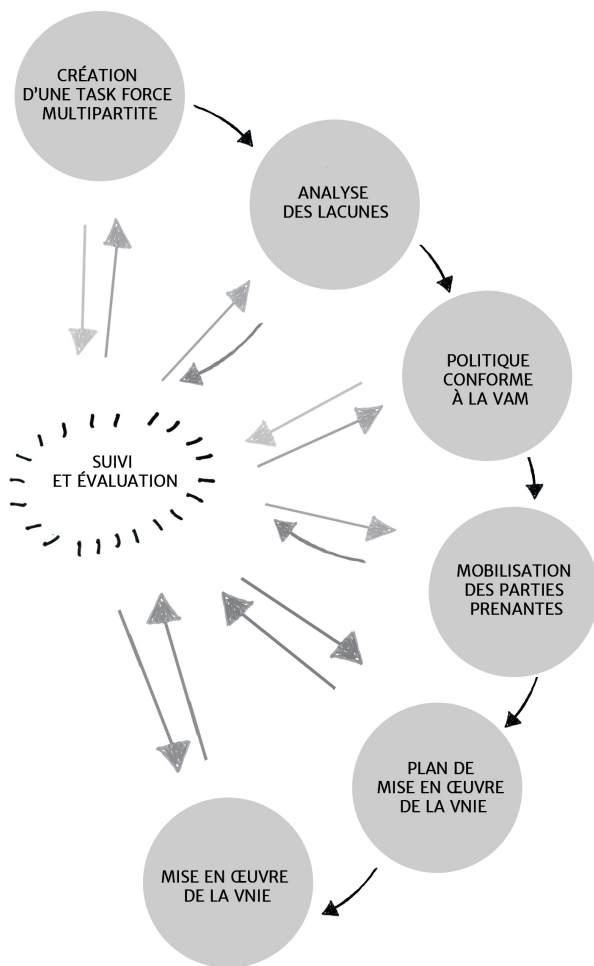 CRÉATION
D'UNE TASK FORCE
MULTIPARTITE
ANALYSE
DES LACUNES
POLITIQUE
CONFORME
À LA VAM
SUIVI
ET ÉVALUATION
MOBILISATION
DES PARTIES
PRENANTES
PLAN DE
MISE EN ŒUVRE
DE LA VNIE
MISE EN ŒUVRE
DE LA VNIE